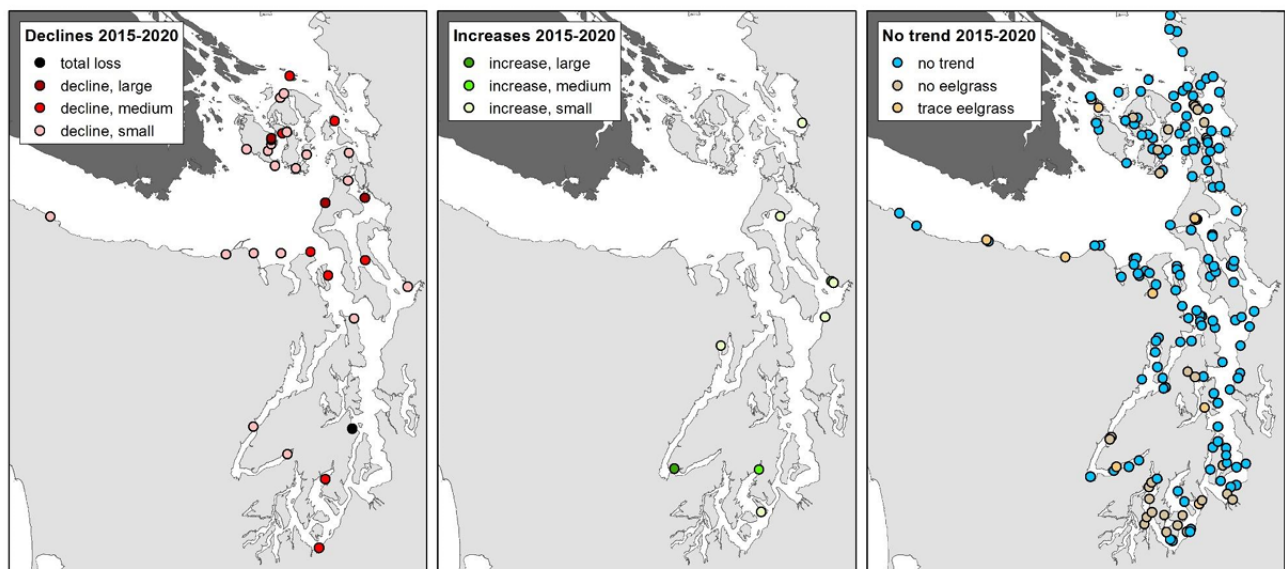 Declines 2015-2020
total loss
decline, large
decline, medium
decline, small
Increases 2015-2020
increase, large
increase, medium
increase, small
No trend 2015-2020
no trend
no eelgrass
trace eelgrass